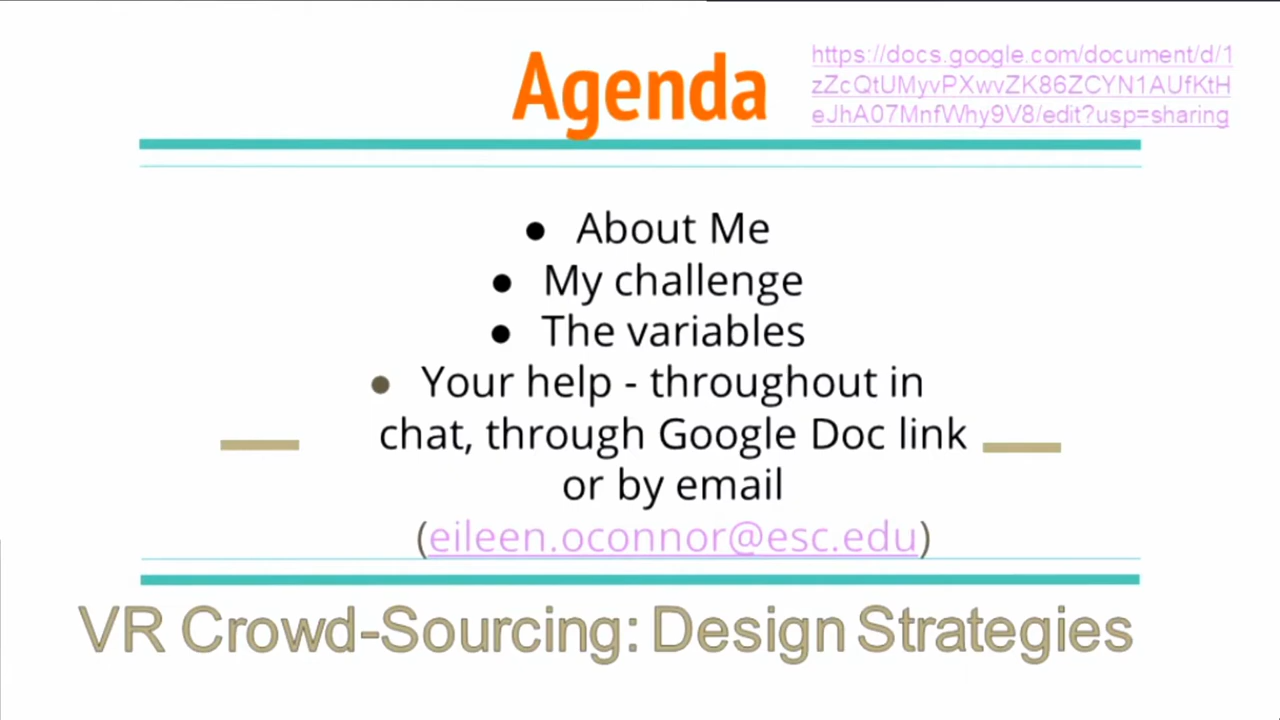 Agenda
https://docs.google.com/document/d/1
zZcQtUMyvPXwvZK86ZCYN1AUfKtH
eJhA07MnfWhy9V8/edit?usp=sharing
● About Me
● My challenge
● The variables
● Your help - throughout in
chat, through Google Doc link
or by email
(eileen.oconnor@esc.edu)
VR Crowd-Sourcing: Design Strategies